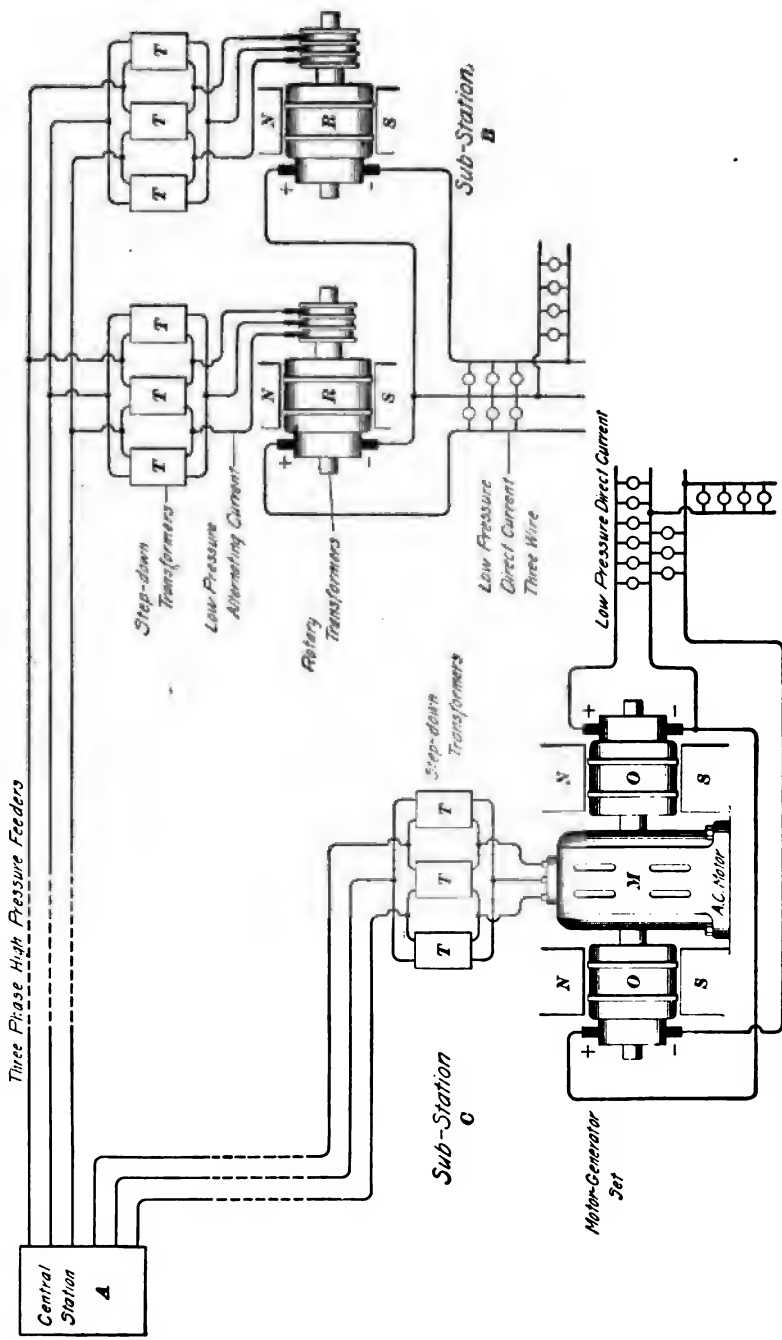 Three Phase High Pressure Feeders
Central
Station
A
T
T
T
T
T
T
Step-down
Transformers
Low Pressure
Alternating Current
Rotary
Transformers
N
R
S
+
-
N
R
S
+
-
Sub-Station
B
Low Pressure
Direct Current
Three Wire
Step-down
Transformers
T
T
T
Sub-Station
C
Motor-Generator
Set
N
O
S
+
-
M
A.C. Motor
N
O
S
+
-
Low Pressure Direct Current